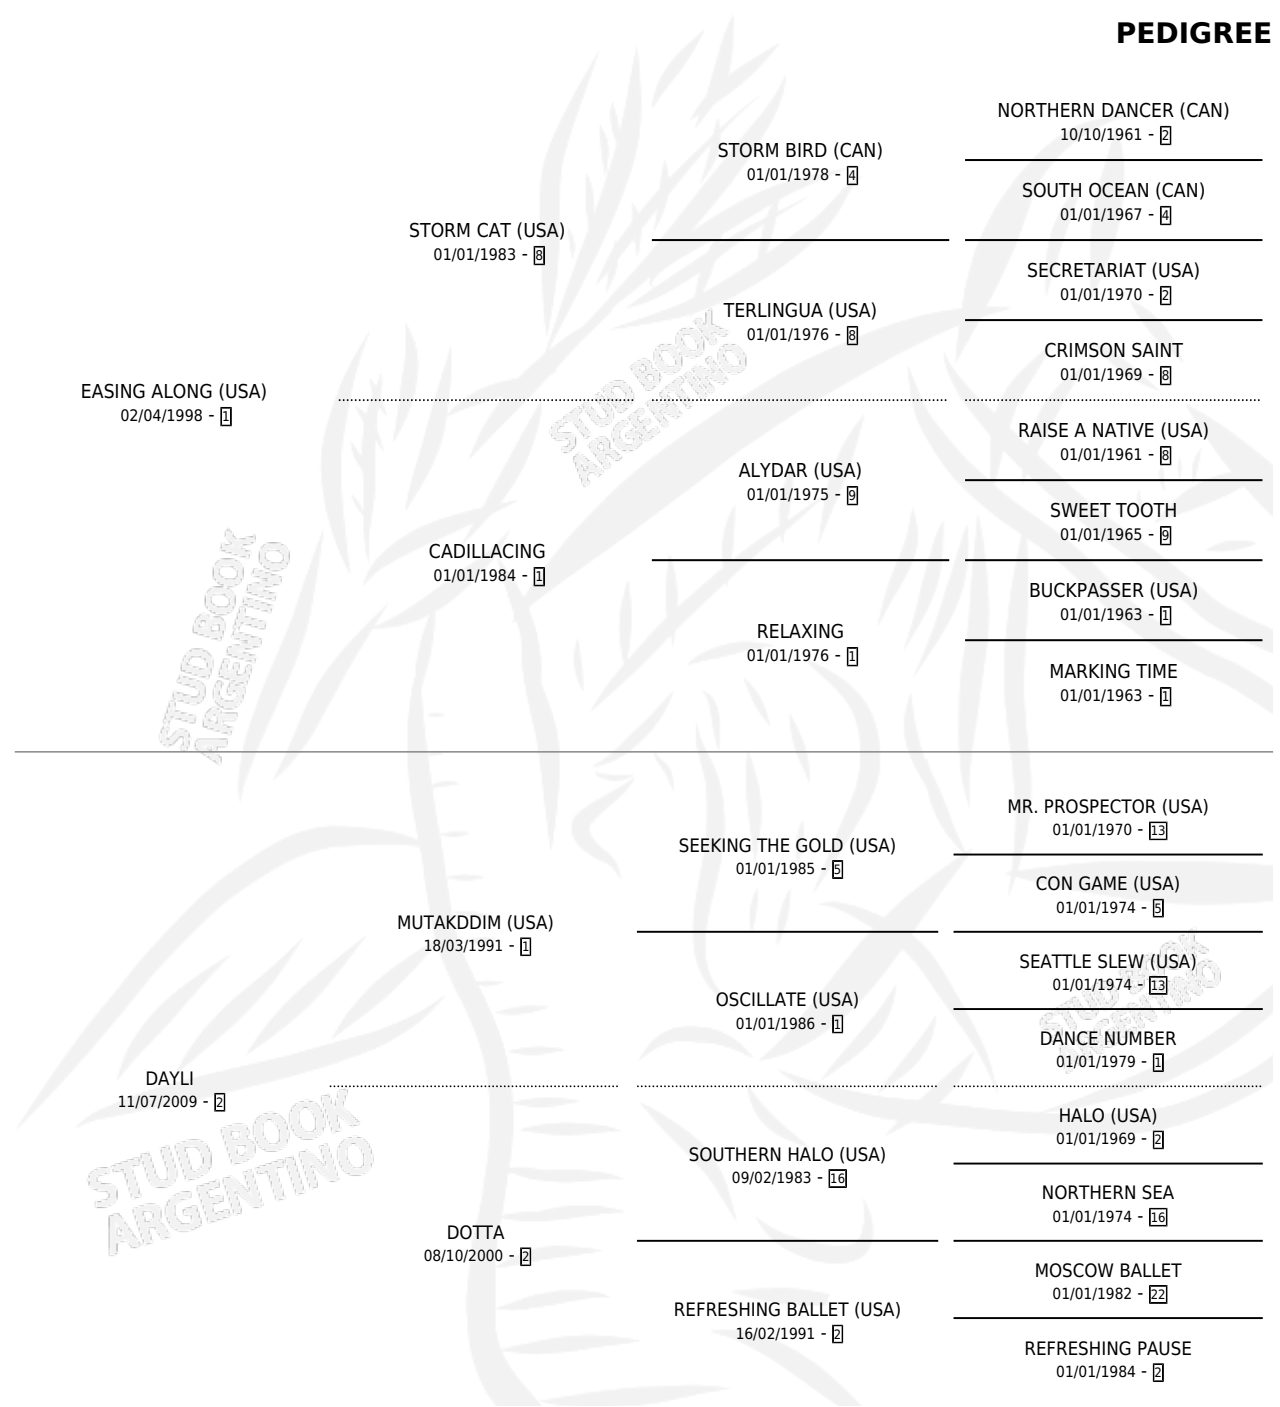 PEDIGREE
NORTHERN DANCER (CAN)
10/10/1961 - 2
STORM BIRD (CAN)
01/01/1978 - 4
SOUTH OCEAN (CAN)
01/01/1967 - 4
STORM CAT (USA)
01/01/1983 - 8
SECRETARIAT (USA)
01/01/1970 - 2
TERLINGUA (USA)
01/01/1976 - 8
CRIMSON SAINT
01/01/1969 - 8
EASING ALONG (USA)
02/04/1998 - 1
STUD BOOK
ARGENTINO
RAISE A NATIVE (USA)
01/01/1961 - 8
ALYDAR (USA)
01/01/1975 - 9
SWEET TOOTH
01/01/1965 - 9
CADILLACING
01/01/1984 - 1
BUCKPASSER (USA)
01/01/1963 - 1
RELAXING
01/01/1976 - 1
MARKING TIME
01/01/1963 - 1
STUD BOOK
ARGENTINO
MR. PROSPECTOR (USA)
01/01/1970 - 13
SEEKING THE GOLD (USA)
01/01/1985 - 5
CON GAME (USA)
01/01/1974 - 5
MUTAKDDIM (USA)
18/03/1991 - 1
SEATTLE SLEW (USA)
01/01/1974 - 13
OSCILLATE (USA)
01/01/1986 - 1
STUD BOOK
ARGENTINO
DANCE NUMBER
01/01/1979 - 1
DAYLI
11/07/2009 - 2
HALO (USA)
01/01/1969 - 2
SOUTHERN HALO (USA)
09/02/1983 - 16
STUD BOOK
ARGENTINO
NORTHERN SEA
01/01/1974 - 16
DOTTA
08/10/2000 - 2
MOSCOW BALLET
01/01/1982 - 22
REFRESHING BALLET (USA)
16/02/1991 - 2
REFRESHING PAUSE
01/01/1984 - 2